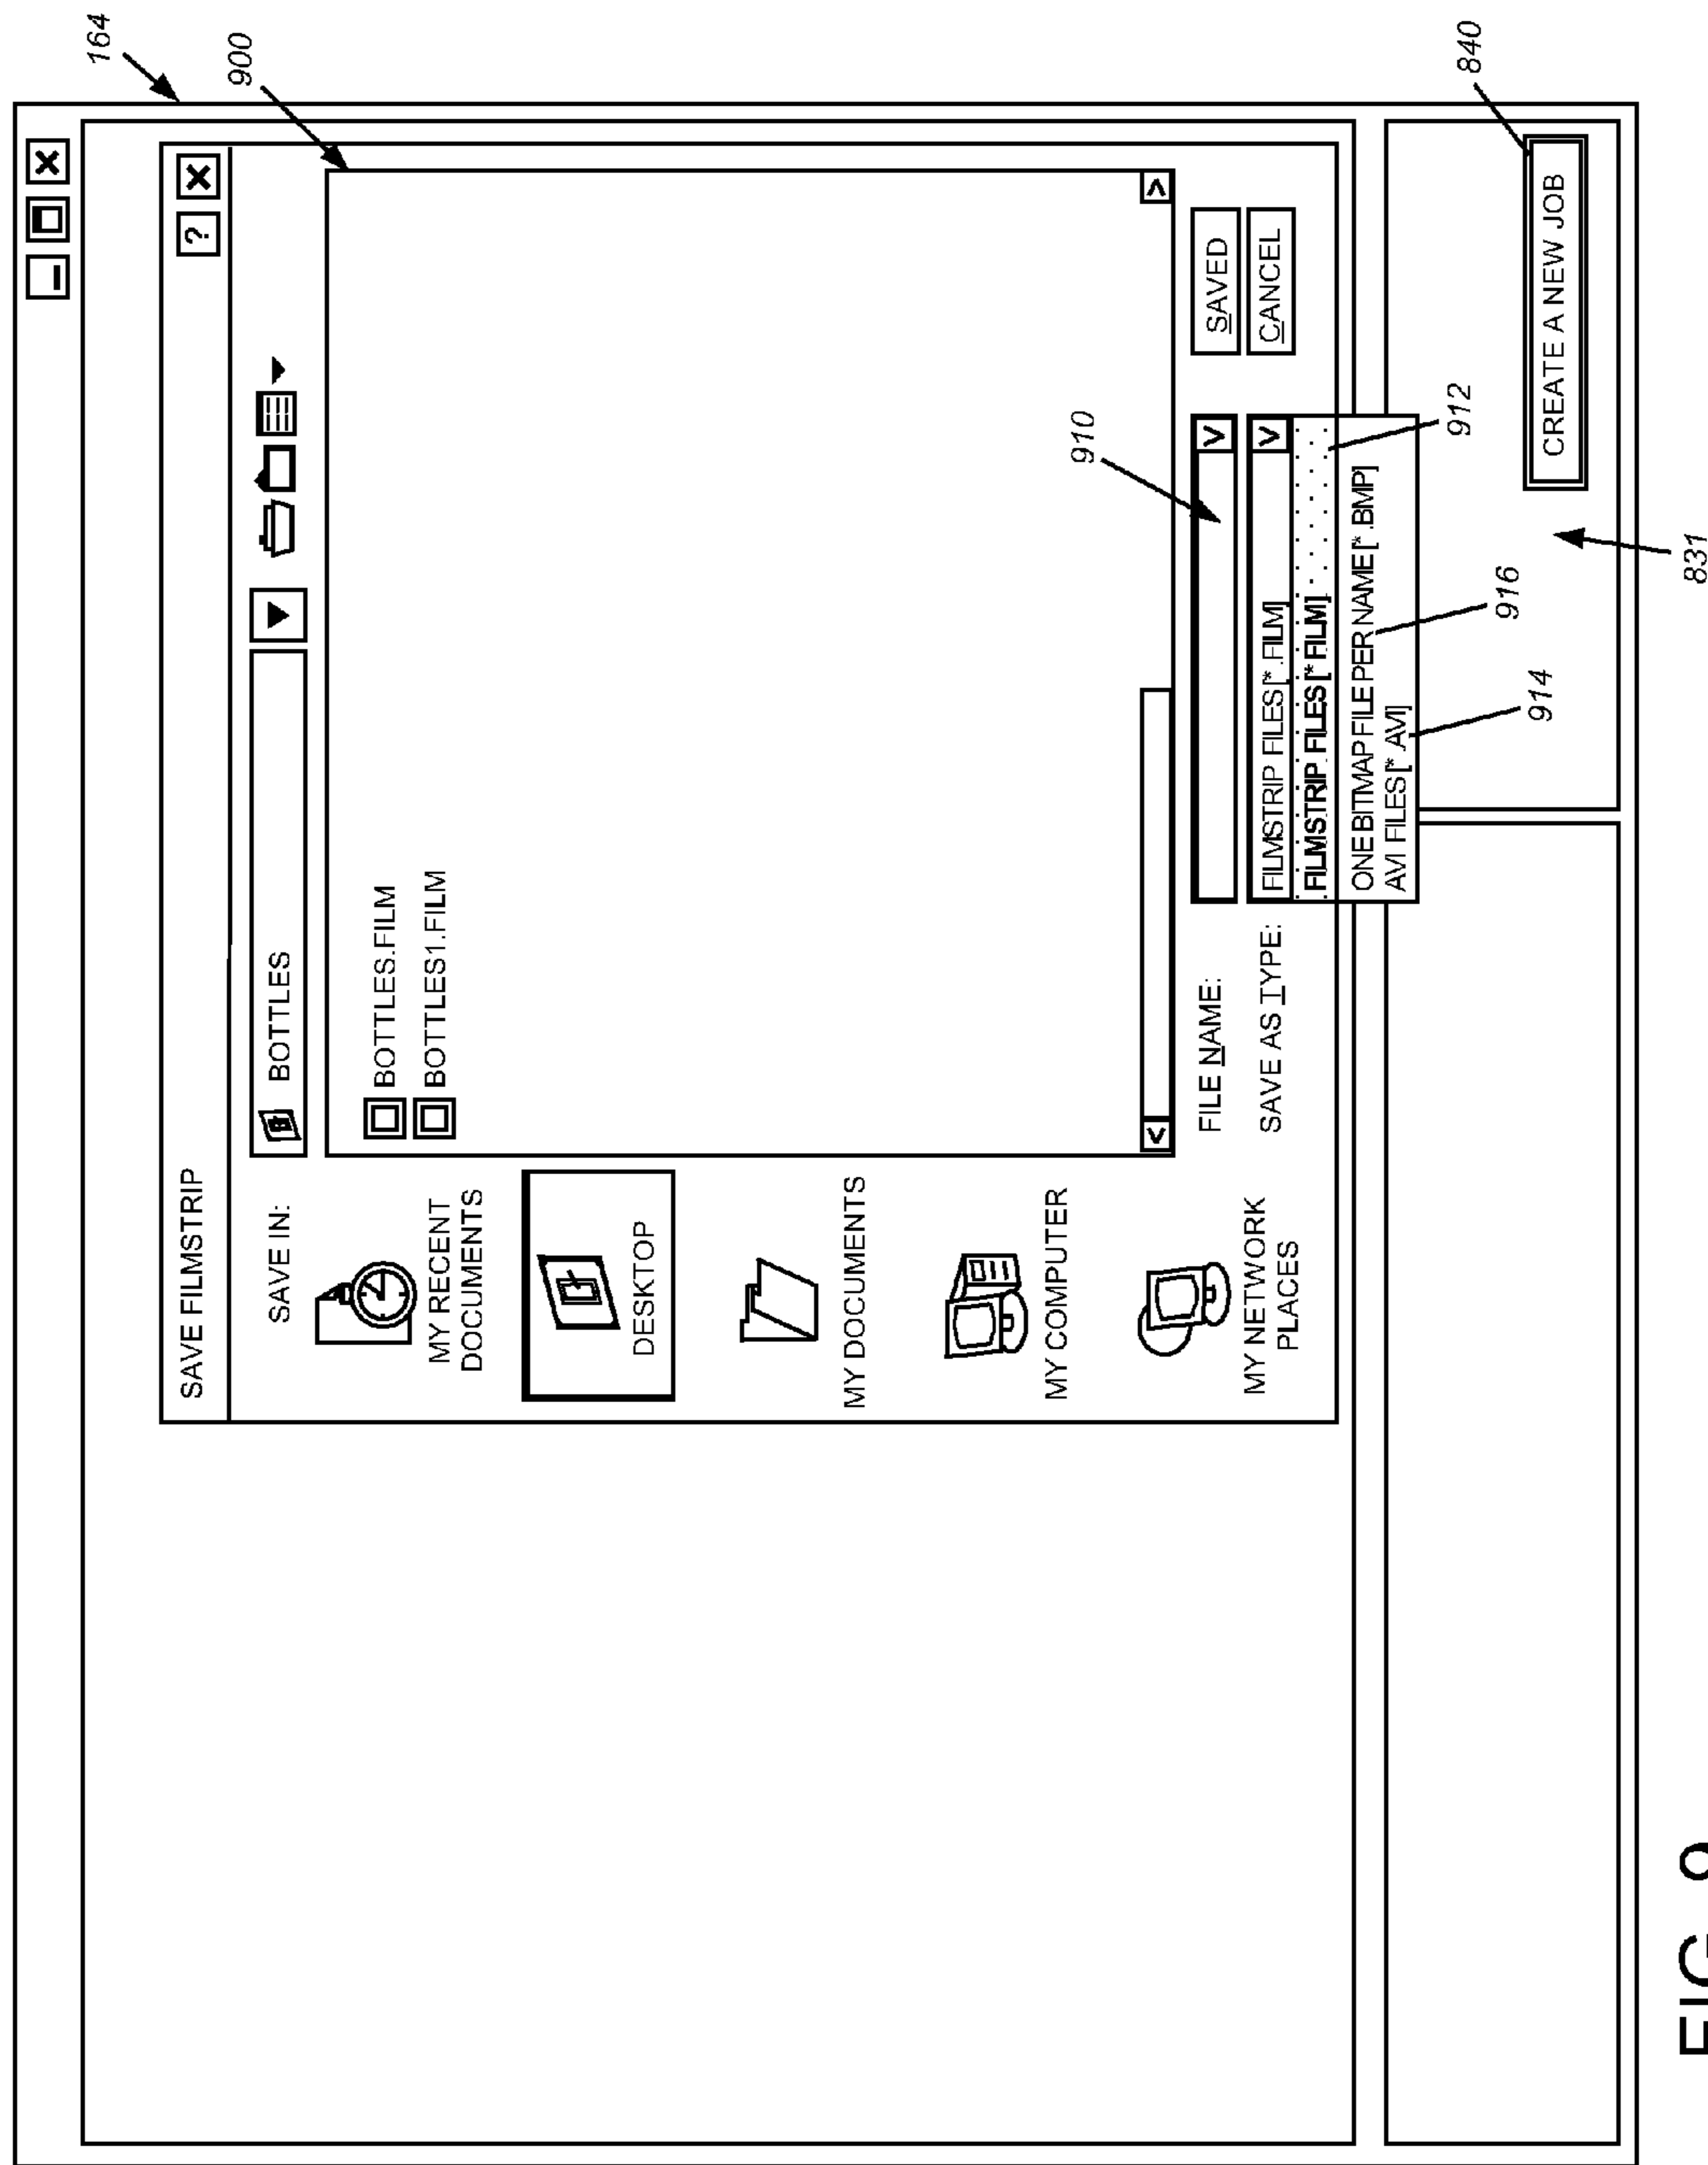 164
900
SAVE FILMSTRIP
?
SAVE IN:
BOTTLES
MY RECENT
DOCUMENTS
DESKTOP
MY DOCUMENTS
MY COMPUTER
MY NETWORK
PLACES
BOTTLES.FILM
BOTTLES1.FILM
910
FILE NAME:
SAVED
SAVE AS TYPE:
FILMSTRIP FILES[* .FILM]
CANCEL
FILMSTRIP FILES[* FILM]
ONE BITMAP FILE PER NAME[* .BMP]
AVI FILES[* .AVI]
912
916
914
840
CREATE A NEW JOB
831
FIG.